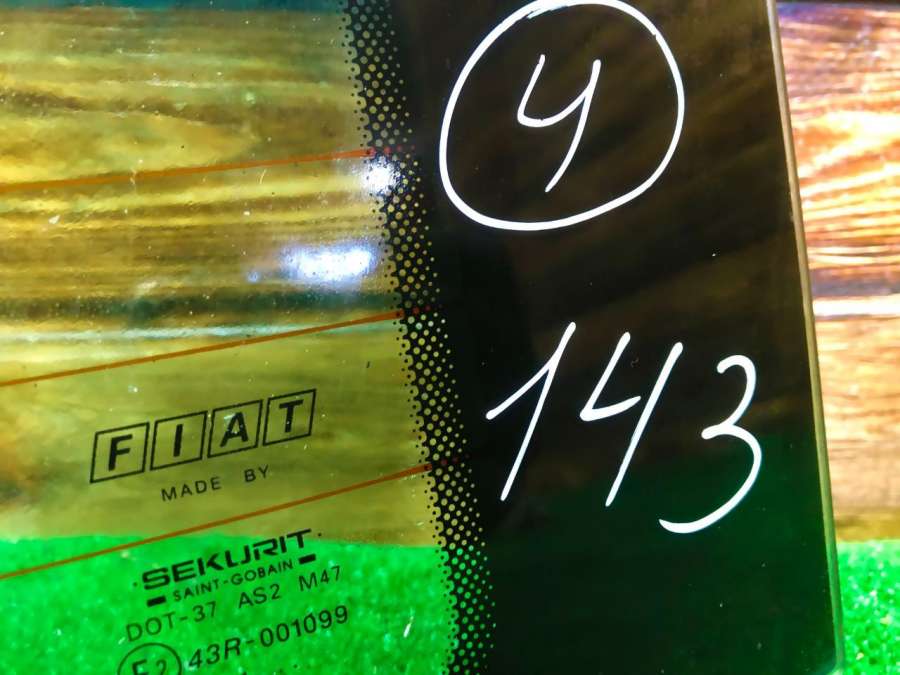 4
143
FIAT
MADE BY
SEKURIT
SAINT-GOBAIN
DOT-37 AS2 M47
E2 43R-001099